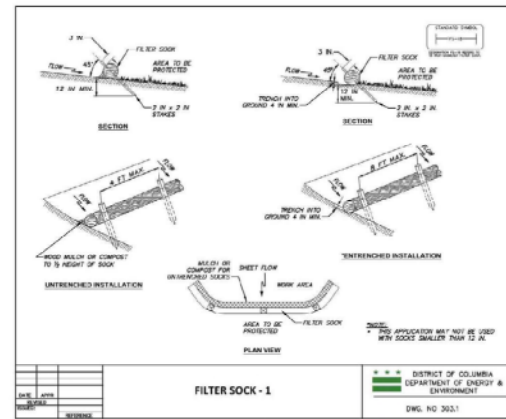 STANDARD SYMBOL
3 IN.
FILTER SOCK
FLOW
45°
AREA TO BE
PROTECTED
12 IN MIN.
2 IN x 2 IN
STAKES
SECTION
3 IN.
FILTER SOCK
FLOW
45°
AREA TO BE
PROTECTED
TRENCH INTO
GROUND 4 IN MIN.
12 IN
MIN.
2 IN x 2 IN
STAKES
SECTION
FLOW
4 FT. MAX.
FLOW
WOOD MULCH OR COMPOST
TO ½ HEIGHT OF SOCK
UNTRENCHED INSTALLATION
FLOW
8 FT. MAX.
FLOW
TRENCH INTO
GROUND 4 IN MIN.
*ENTRENCHED INSTALLATION
MULCH OR
COMPOST FOR
UNTRENCHED SOCKS
SHEET FLOW
WORK AREA
AREA TO BE
PROTECTED
FILTER SOCK
PLAN VIEW
*NOTE:
• THIS APPLICATION MAY NOT BE USED
WITH SOCKS SMALLER THAN 12 IN.
DATE APPR.
REVISED
REFERENCE
FILTER SOCK - 1
DISTRICT OF COLUMBIA
DEPARTMENT OF ENERGY &
ENVIRONMENT
DWG. NO 303.1